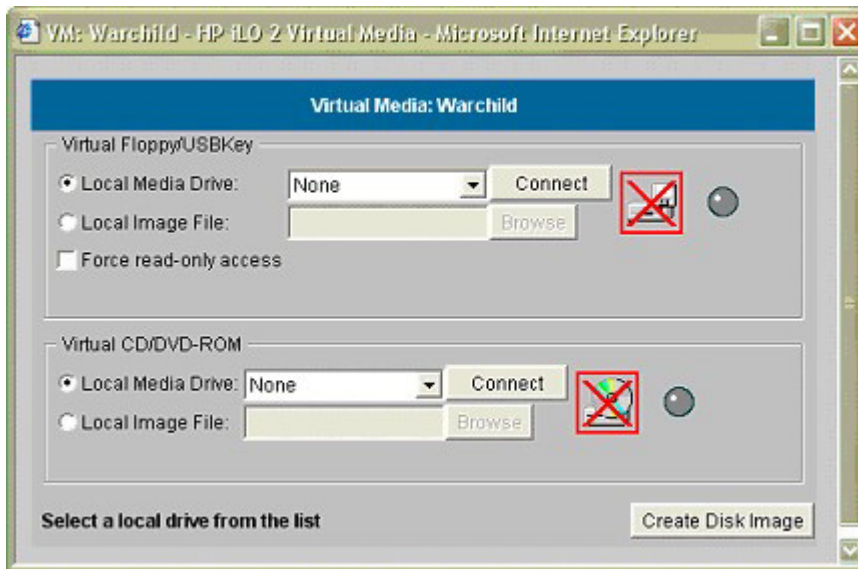 VM: Warchild - HP iLO 2 Virtual Media - Microsoft Internet Explorer
Virtual Media: Warchild
Virtual Floppy/USBKey
Local Media Drive: None Connect
Local Image File: Browse
Force read-only access
Virtual CD/DVD-ROM
Local Media Drive: None Connect
Local Image File: Browse
Select a local drive from the list Create Disk Image